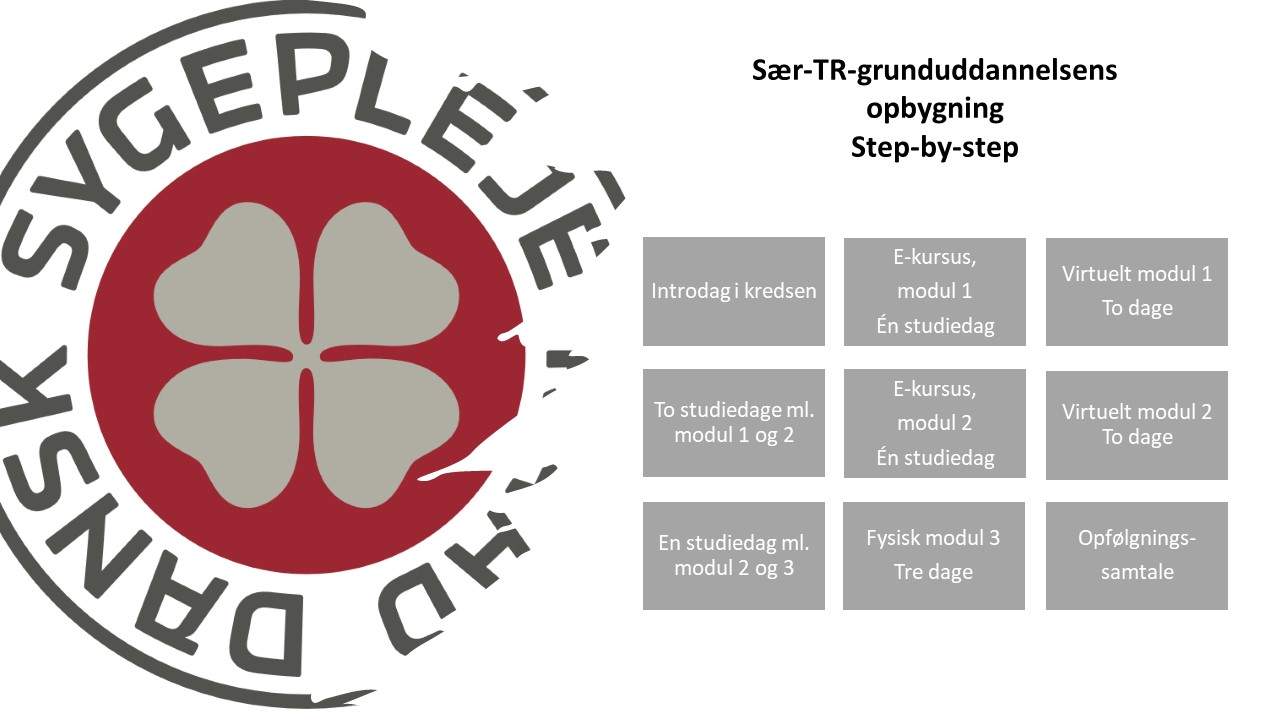 DANSK SYGEPLEJE
Sær-TR-grunduddannelsens
opbygning
Step-by-step
Introdag i kredsen
E-kursus,
modul 1
Én studiedag
Virtuelt modul 1
To dage
To studiedage ml.
modul 1 og 2
E-kursus,
modul 2
Én studiedag
Virtuelt modul 2
To dage
En studiedag ml.
modul 2 og 3
Fysisk modul 3
Tre dage
Opfølgnings-
samtale